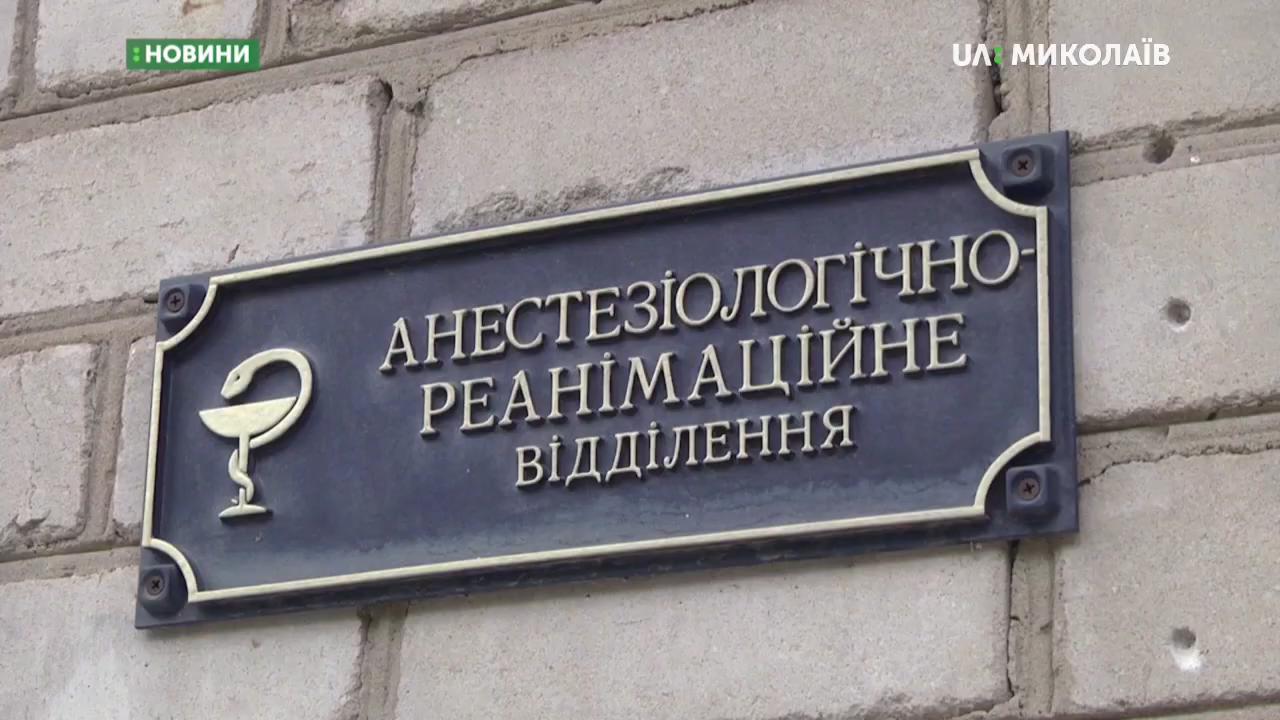 :НОВИНИ
UA: МИКОЛАЇВ
АНЕСТЕЗІОЛОГІЧНО-
РЕАНІМАЦІЙНЕ
ВІДДІЛЕННЯ